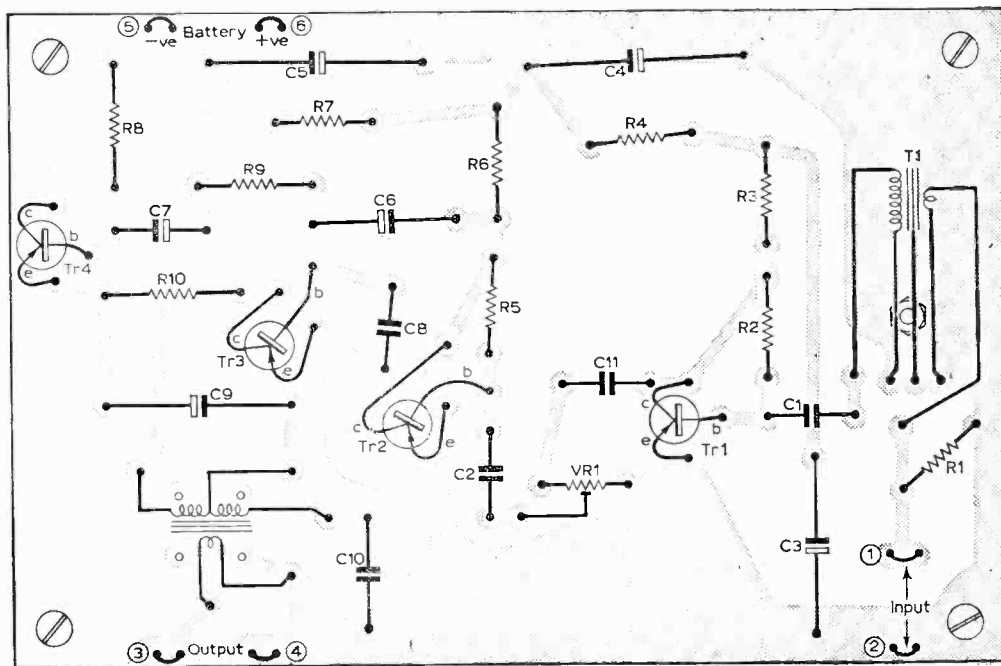 5 Battery 6
-ve +ve
C5
C4
R8
R7
R4
R6
T1
R9
R3
c
C7
C6
b
Tr4
e
R10
b
R5
R2
C8
c
Tr3
e
C11
b
C9
c
C1
c
b
Tr2
e
e
Tr1
C2
VR1
R1
C10
C3
1
Input
3 Output 4
2